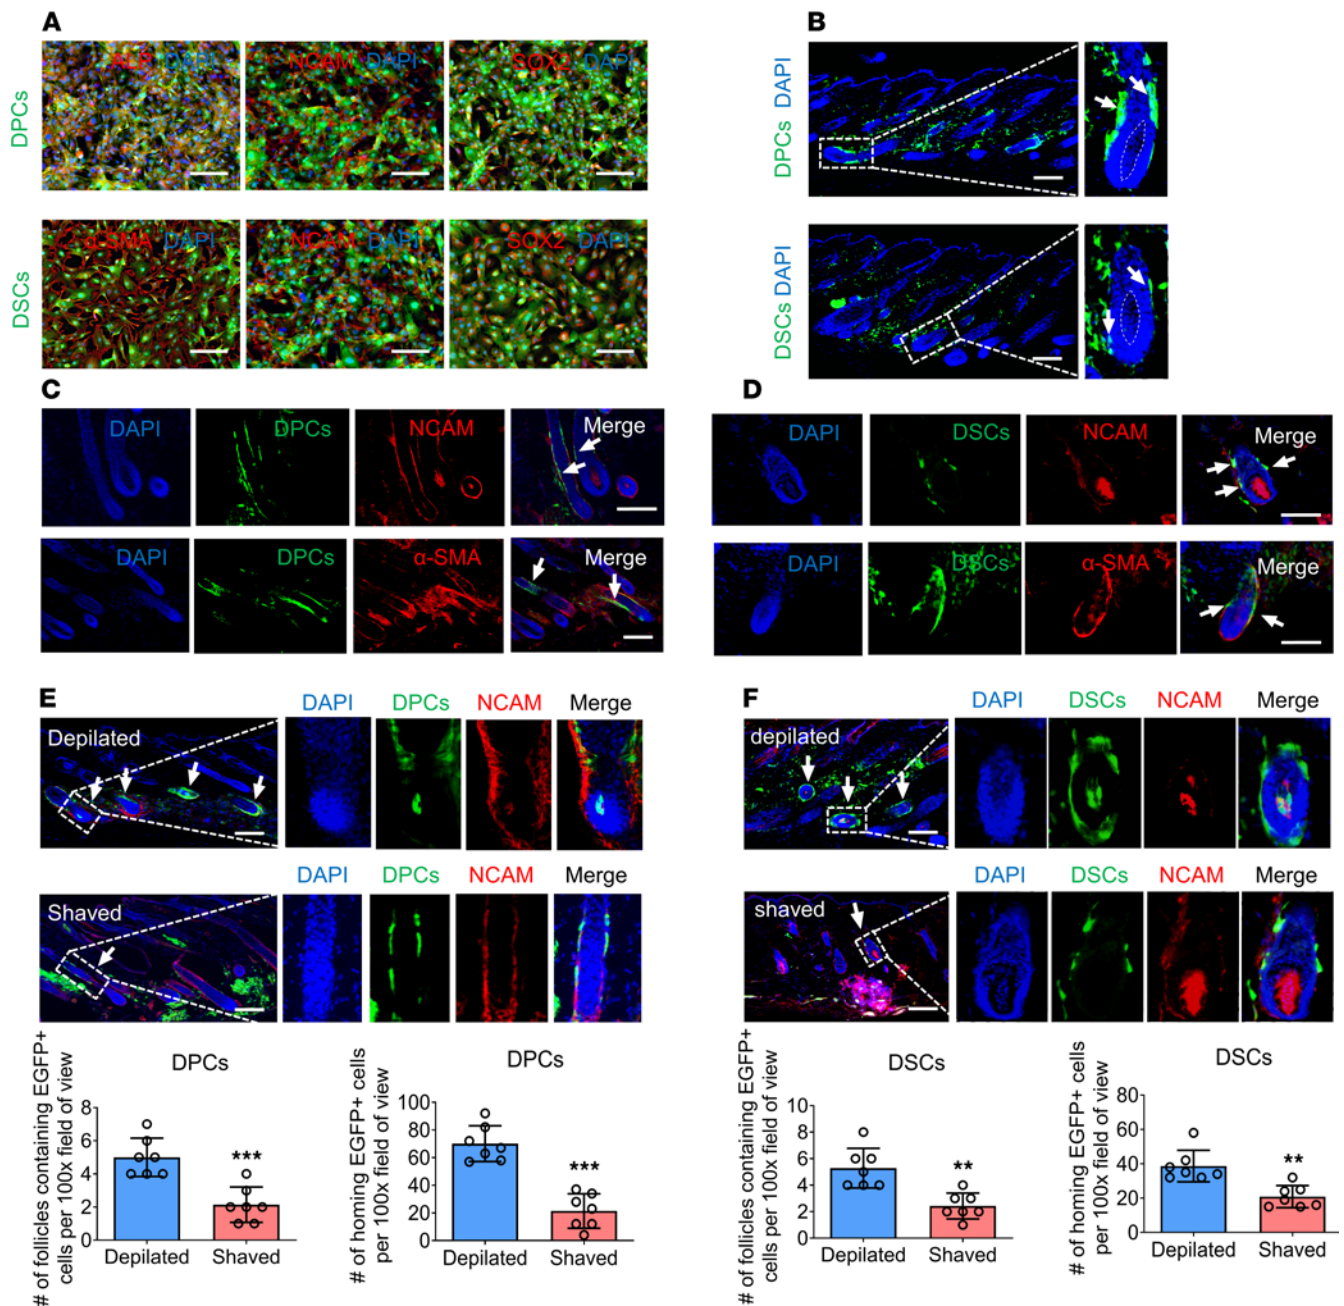 A
ALP DAPI
NCAM DAPI
SOX2 DAPI
DPCs
α-SMA DAPI
NCAM DAPI
SOX2 DAPI
DSCs
B
DPCs DAPI
DSCs DAPI
C
DAPI
DPCs
NCAM
Merge
DAPI
DPCs
α-SMA
Merge
D
DAPI
DSCs
NCAM
Merge
DAPI
DSCs
α-SMA
Merge
E
DAPI
DPCs
NCAM
Merge
Depilated
DAPI
DPCs
NCAM
Merge
Shaved
DPCs
# of follicles containing EGFP+
cells per 100x field of view
8
6
4
2
0
***
Depilated
Shaved
DPCs
# of homing EGFP+ cells
per 100x field of view
100
80
60
40
20
0
***
Depilated
Shaved
F
DAPI
DSCs
NCAM
Merge
depilated
DAPI
DSCs
NCAM
Merge
shaved
DSCs
# of follicles containing EGFP+
cells per 100x field of view
10
8
6
4
2
0
**
Depilated
Shaved
DSCs
# of homing EGFP+ cells
per 100x field of view
80
60
40
20
0
**
Depilated
Shaved